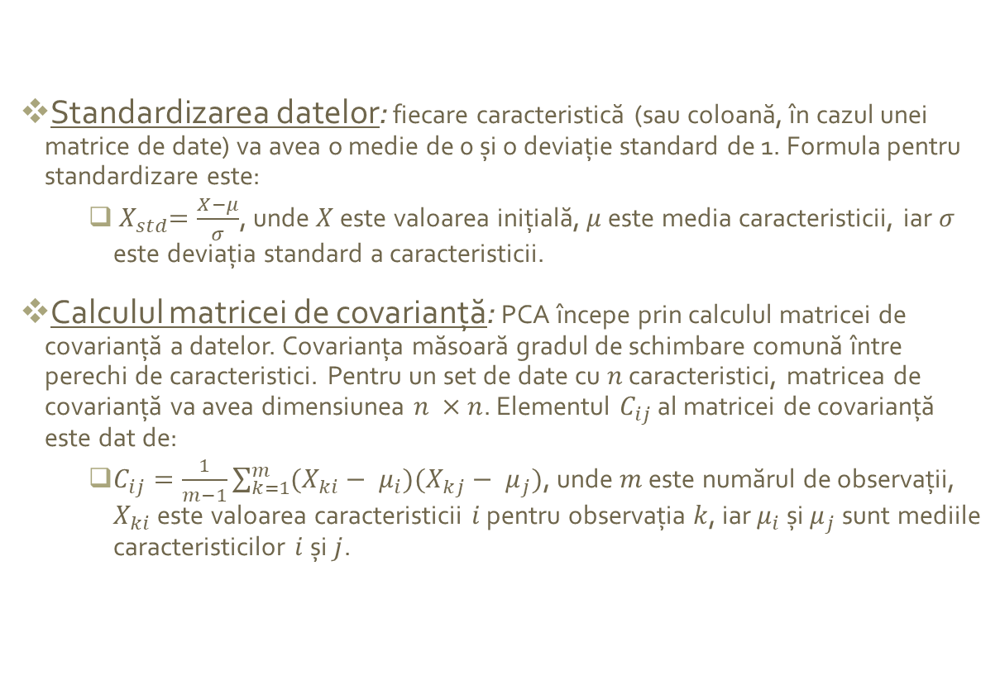 ❖Standardizarea datelor: fiecare caracteristică (sau coloană, în cazul unei
matrice de date) va avea o medie de 0 și o deviație standard de 1. Formula pentru
standardizare este:
❑ $X_{std} = \frac{X-\mu}{\sigma}$, unde $X$ este valoarea inițială, $\mu$ este media caracteristicii, iar $\sigma$
este deviația standard a caracteristicii.
❖Calculul matricei de covarianță: PCA începe prin calculul matricei de
covarianță a datelor. Covarianța măsoară gradul de schimbare comună între
perechi de caracteristici. Pentru un set de date cu $n$ caracteristici, matricea de
covarianță va avea dimensiunea $n \times n$. Elementul $C_{ij}$ al matricei de covarianță
este dat de:
❑$C_{ij} = \frac{1}{m-1}\sum_{k=1}^{m}(X_{ki} - \mu_i)(X_{kj} - \mu_j)$, unde $m$ este numărul de observații,
$X_{ki}$ este valoarea caracteristicii $i$ pentru observația $k$, iar $\mu_i$ și $\mu_j$ sunt mediile
caracteristicilor $i$ și $j$.